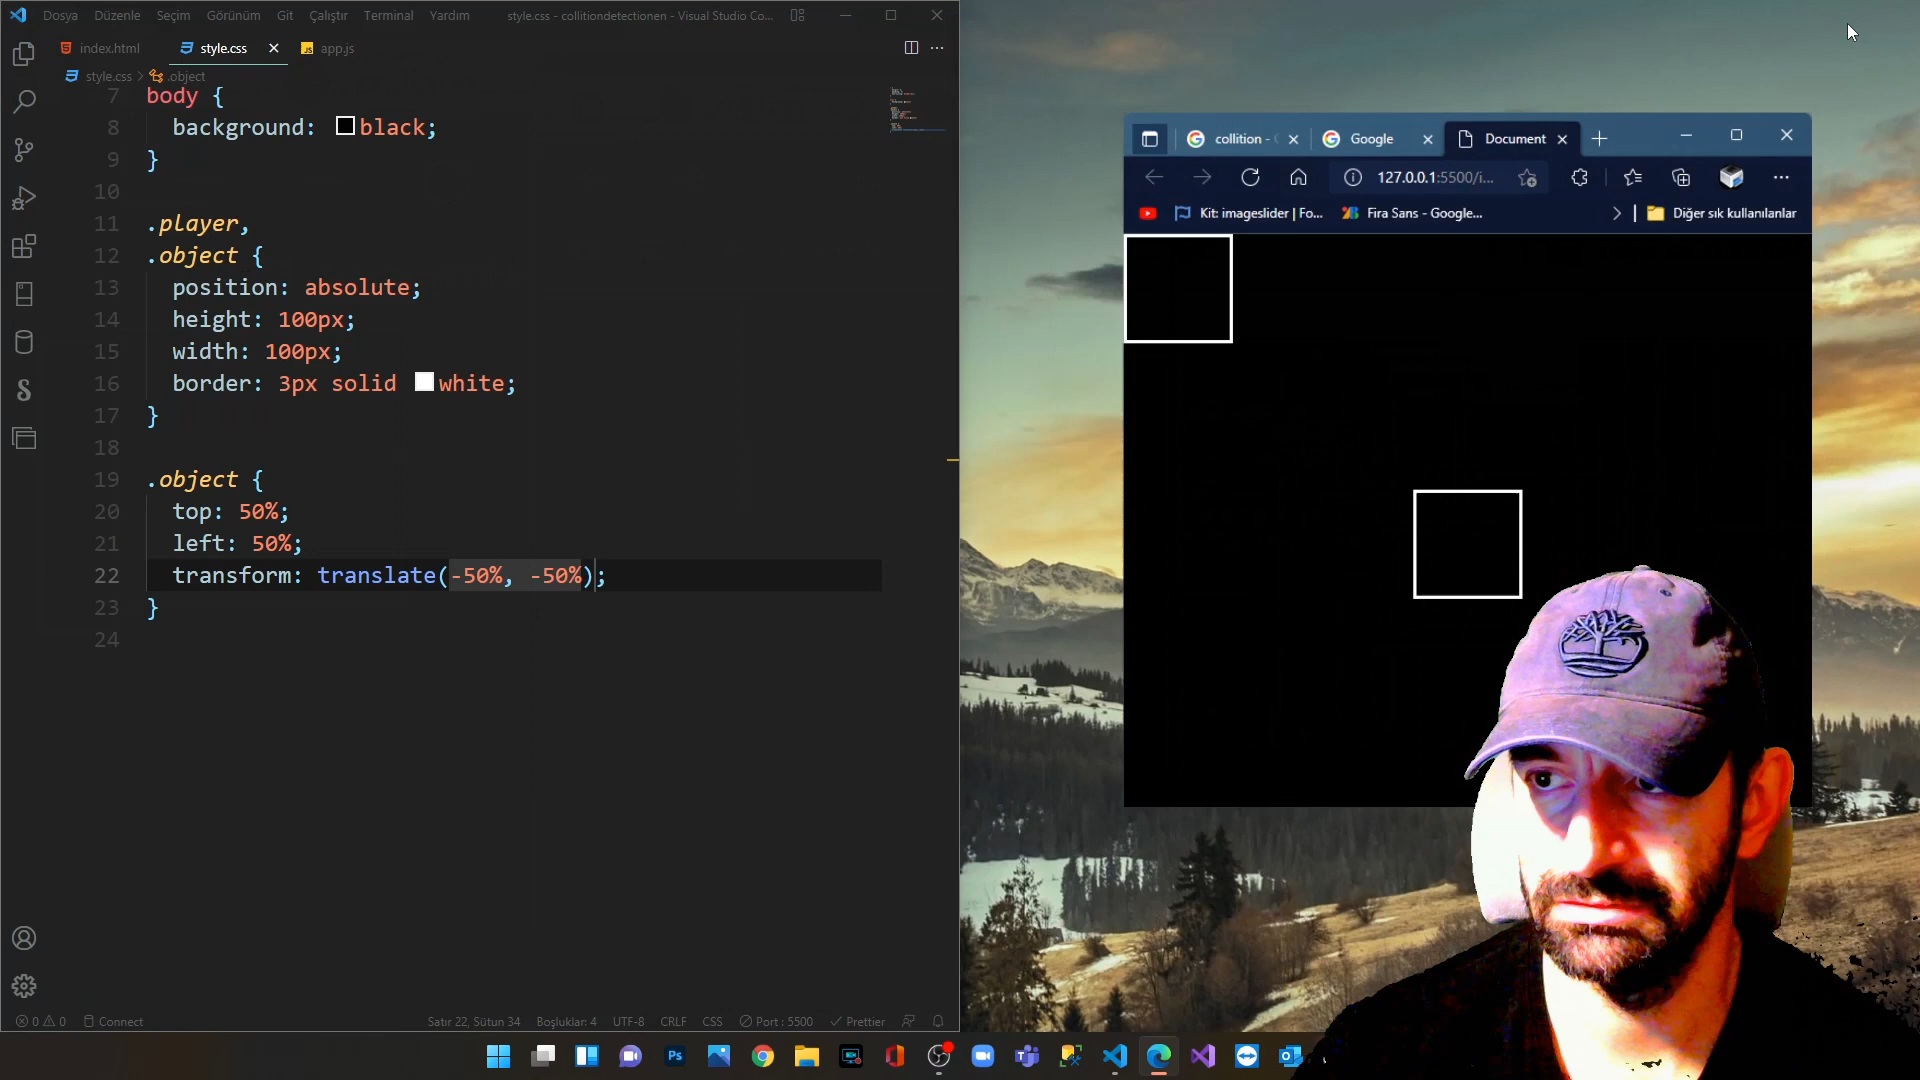 Dosya Düzenle Seçim Görünüm Git Çalıştır Terminal Yardım style.css - collitiondetectionen - Visual Studio Co...
index.html style.css app.js
style.css > .object
7 body {
8 background: black;
9 }
10
11 .player,
12 .object {
13 position: absolute;
14 height: 100px;
15 width: 100px;
16 border: 3px solid white;
17 }
18
19 .object {
20 top: 50%;
21 left: 50%;
22 transform: translate(-50%, -50%);
23 }
24
0 0 Connect Satır 22, Sütun 34 Boşluklar: 4 UTF-8 CRLF CSS Port : 5500 Prettier
collition - Google Document
127.0.0.1:5500/i...
Kit: imageslider | Fo... Fira Sans - Google... Diğer sık kullanılanlar
Ps